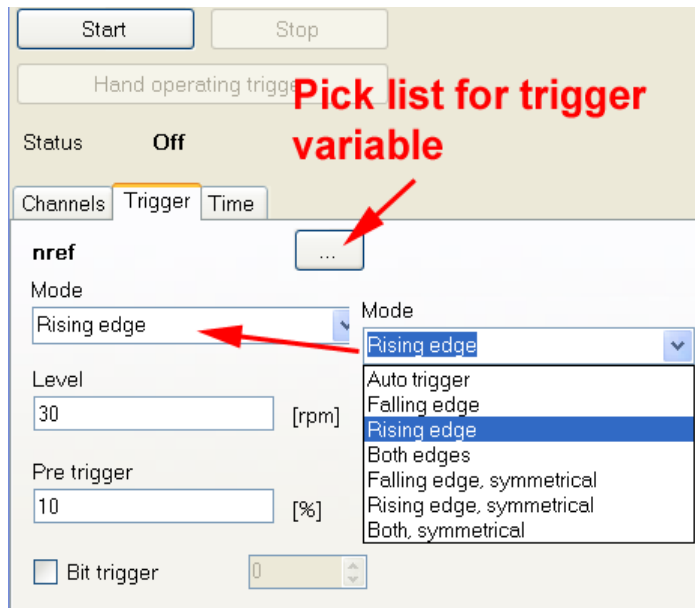 Start
Stop
Hand operating trigge
Pick list for trigger
variable
Status
Off
Channels
Trigger
Time
nref
...
Mode
Rising edge
Mode
Rising edge
Auto trigger
Falling edge
Rising edge
Both edges
Falling edge, symmetrical
Rising edge, symmetrical
Both, symmetrical
Level
30
[rpm]
Pre trigger
10
[%]
Bit trigger
0